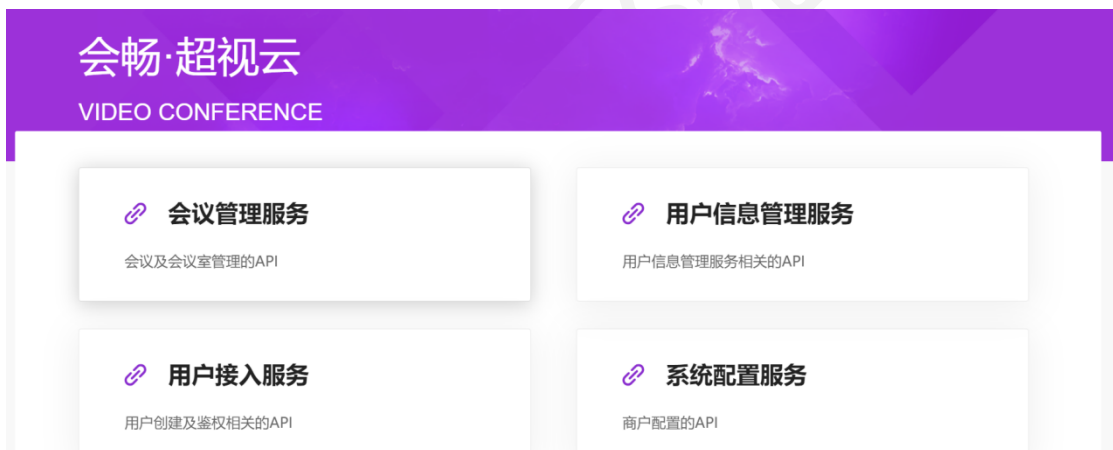 会畅·超视云
VIDEO CONFERENCE
会议管理服务
会议及会议室管理的API
用户信息管理服务
用户信息管理服务相关的API
用户接入服务
用户创建及鉴权相关的API
系统配置服务
商户配置的API